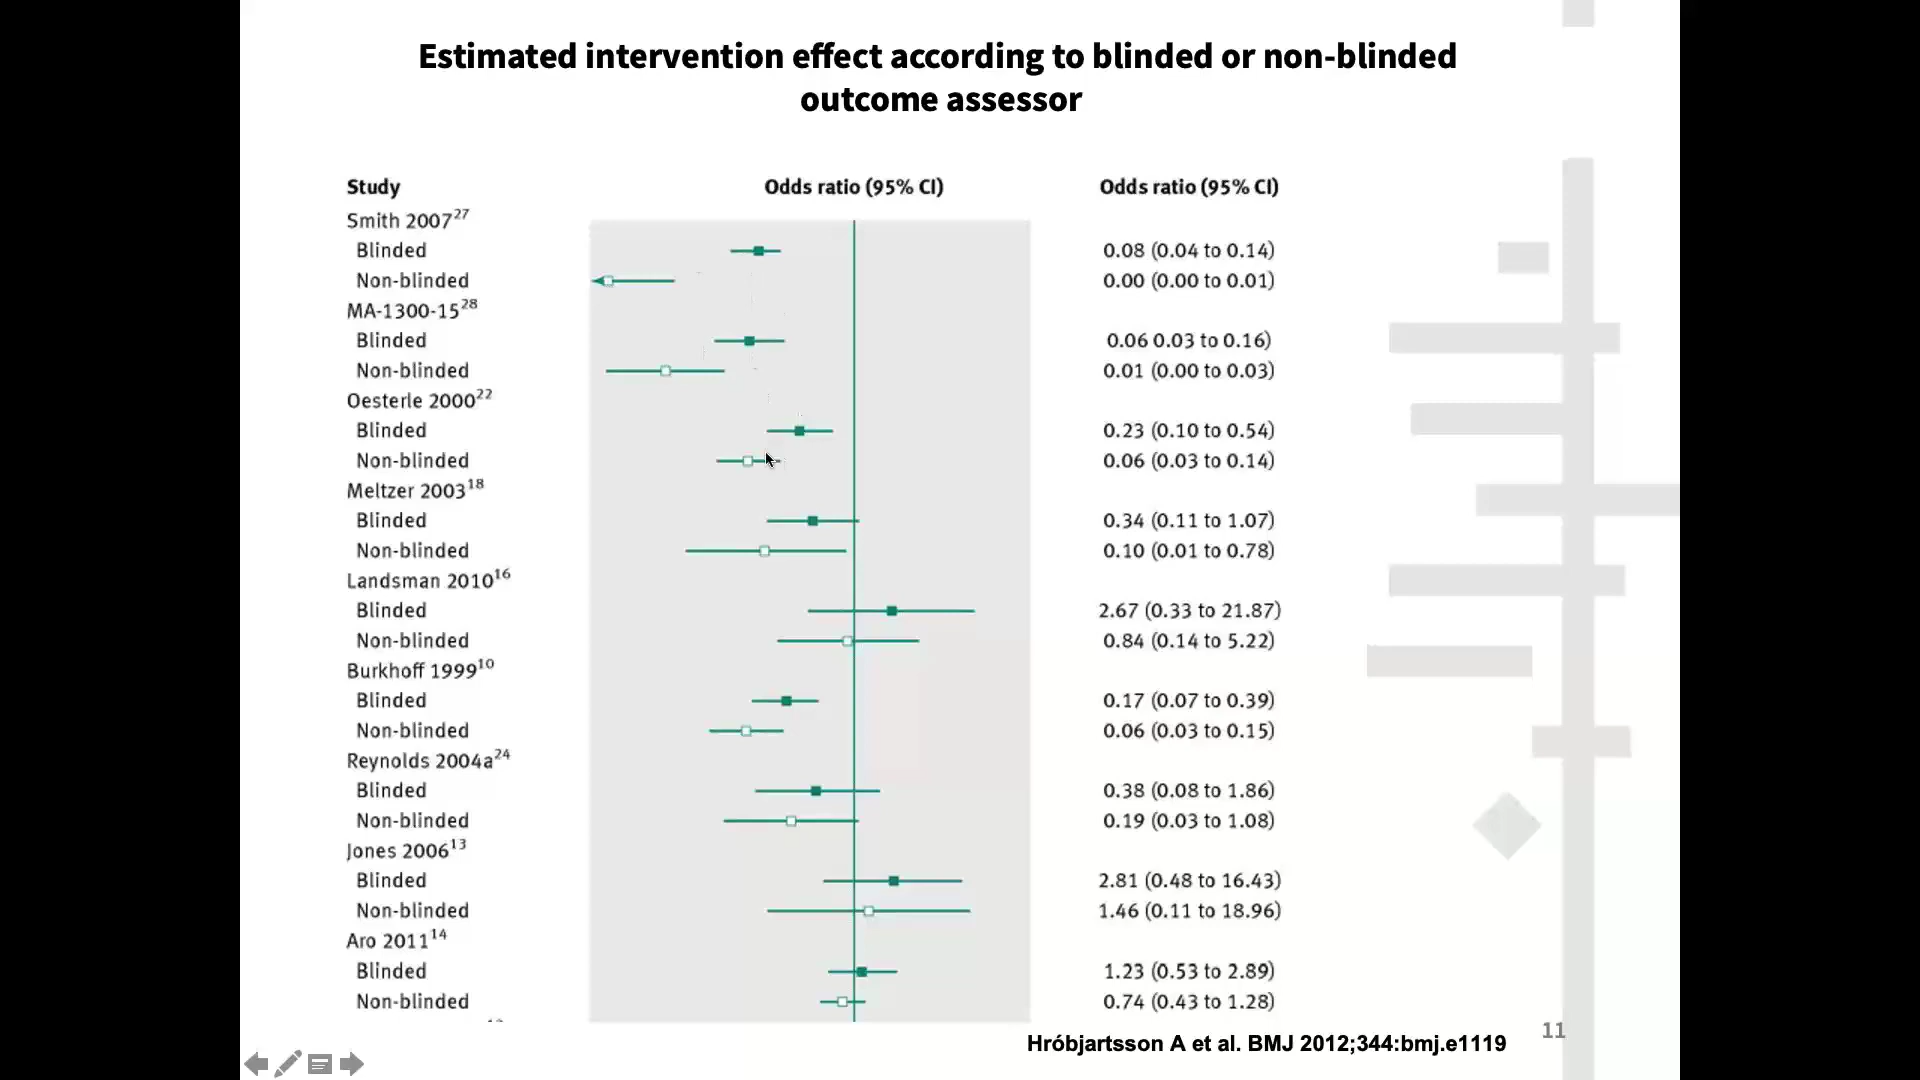 Estimated intervention effect according to blinded or non-blinded
outcome assessor
Study Odds ratio (95% CI) Odds ratio (95% CI)
Smith 2007²⁷
Blinded 0.08 (0.04 to 0.14)
Non-blinded 0.00 (0.00 to 0.01)
MA-1300-15²⁸
Blinded 0.06 0.03 to 0.16)
Non-blinded 0.01 (0.00 to 0.03)
Oesterle 2000²²
Blinded 0.23 (0.10 to 0.54)
Non-blinded 0.06 (0.03 to 0.14)
Meltzer 2003¹⁸
Blinded 0.34 (0.11 to 1.07)
Non-blinded 0.10 (0.01 to 0.78)
Landsman 2010¹⁶
Blinded 2.67 (0.33 to 21.87)
Non-blinded 0.84 (0.14 to 5.22)
Burkhoff 1999¹⁰
Blinded 0.17 (0.07 to 0.39)
Non-blinded 0.06 (0.03 to 0.15)
Reynolds 2004a²⁴
Blinded 0.38 (0.08 to 1.86)
Non-blinded 0.19 (0.03 to 1.08)
Jones 2006¹³
Blinded 2.81 (0.48 to 16.43)
Non-blinded 1.46 (0.11 to 18.96)
Aro 2011¹⁴
Blinded 1.23 (0.53 to 2.89)
Non-blinded 0.74 (0.43 to 1.28)
Hróbjartsson A et al. BMJ 2012;344:bmj.e1119
11